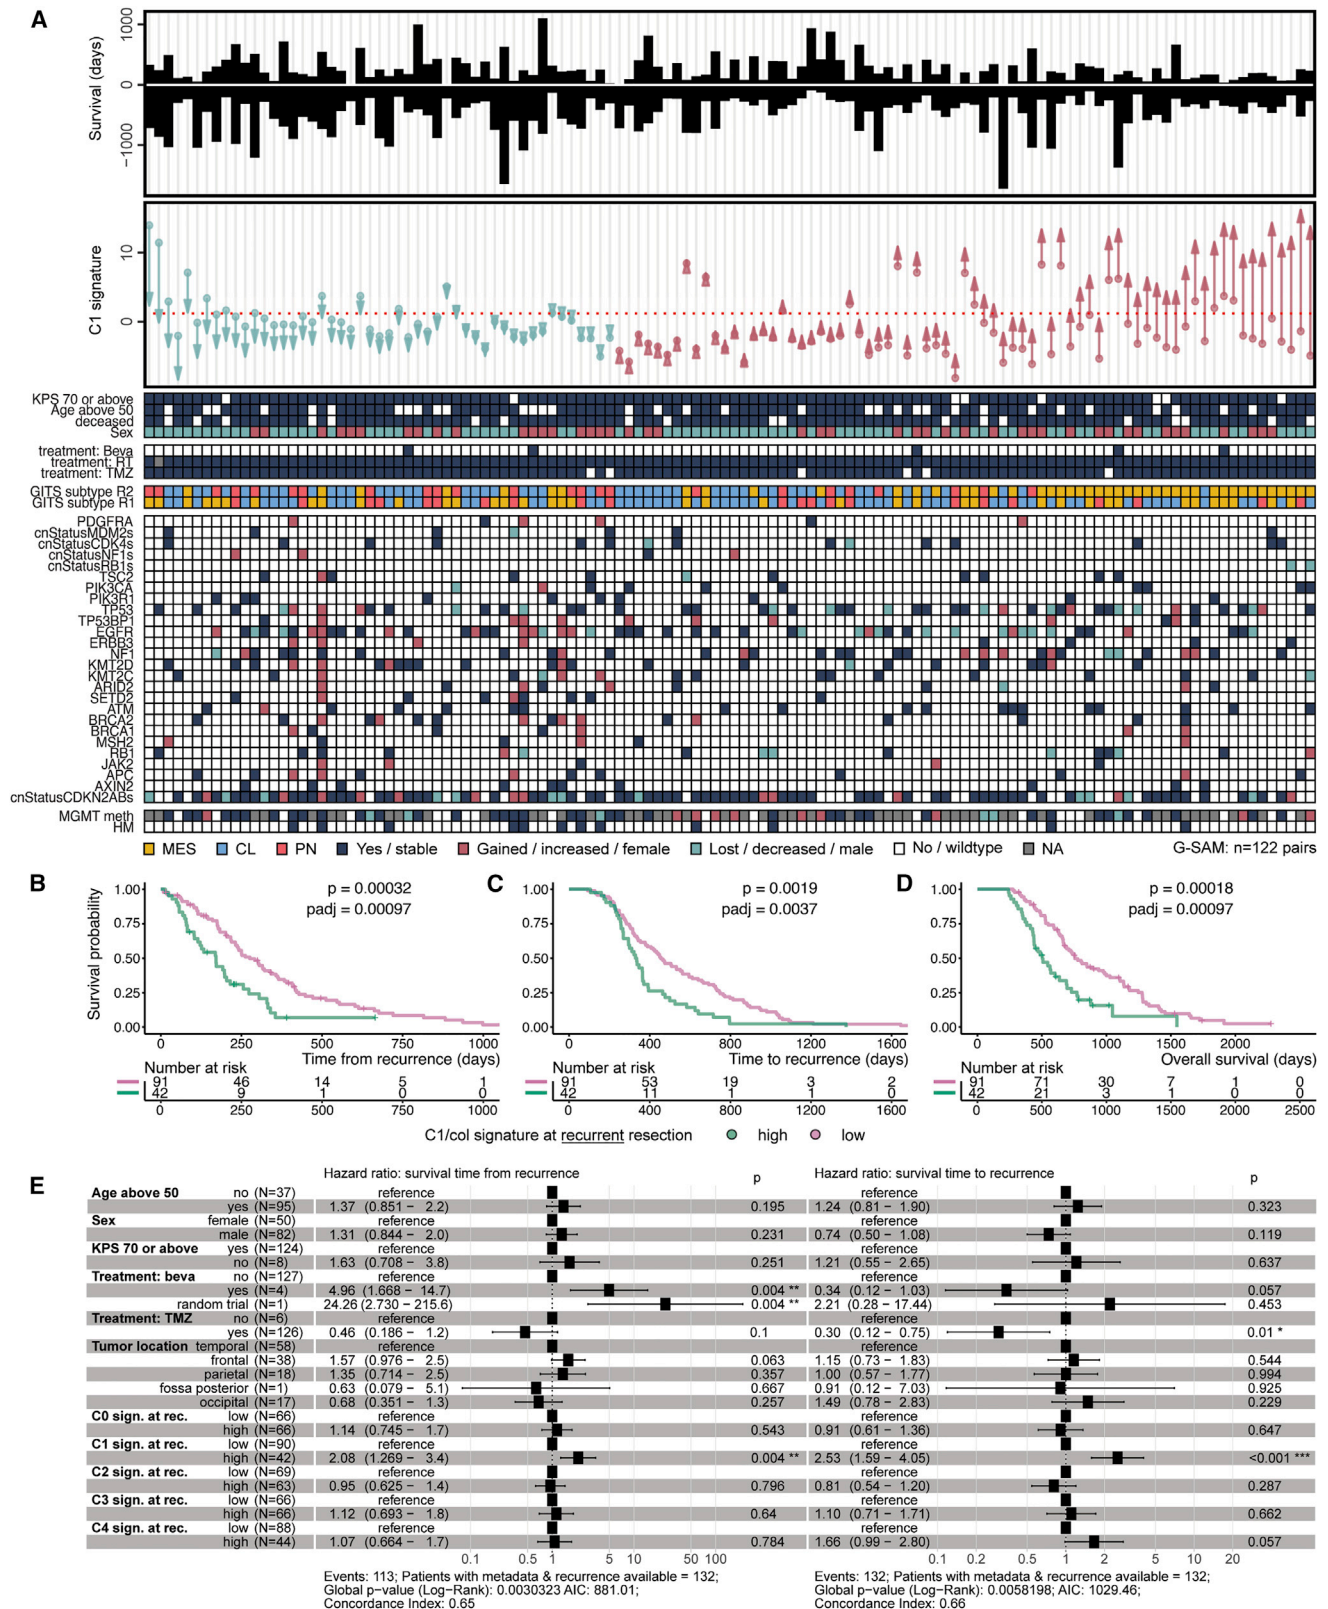 A
Survival (days)
1000
0
−1000
C1 signature
10
0
KPS 70 or above
Age above 50
deceased
Sex
treatment: Beva
treatment: RT
treatment: TMZ
GITS subtype R2
GITS subtype R1
PDGFRA
cnStatusMDM2s
cnStatusCDK4s
cnStatusNF1s
cnStatusRB1s
TSC2
PIK3CA
PIK3R1
TP53
TP53BP1
EGFR
ERBB3
NF1
KMT2D
KMT2C
ARID2
SETD2
ATM
BRCA2
BRCA1
MSH2
RB1
JAK2
APC
AXIN2
cnStatusCDKN2ABs
MGMT meth
HM
MES CL PN Yes / stable Gained / increased / female Lost / decreased / male No / wildtype NA G-SAM: n=122 pairs
B
Survival probability
1.00
0.75
0.50
0.25
0.00
p = 0.00032
padj = 0.00097
0 250 500 750 1000
Time from recurrence (days)
Number at risk
91 46 14 5 1
42 9 1 0 0
0 250 500 750 1000
C
1.00
0.75
0.50
0.25
0.00
p = 0.0019
padj = 0.0037
0 400 800 1200 1600
Time to recurrence (days)
Number at risk
91 53 19 3 2
42 11 1 1 0
0 400 800 1200 1600
D
1.00
0.75
0.50
0.25
0.00
p = 0.00018
padj = 0.00097
0 500 1000 1500 2000 2500
Overall survival (days)
Number at risk
91 71 30 7 1 0
42 21 3 1 0 0
0 500 1000 1500 2000 2500
C1/col signature at recurrent resection high low
E
Hazard ratio: survival time from recurrence p Hazard ratio: survival time to recurrence p
Age above 50 no (N=37) reference reference
yes (N=95) 1.37 (0.851 − 2.2) 0.195 1.24 (0.81 − 1.90) 0.323
Sex female (N=50) reference reference
male (N=82) 1.31 (0.844 − 2.0) 0.231 0.74 (0.50 − 1.08) 0.119
KPS 70 or above yes (N=124) reference reference
no (N=8) 1.63 (0.708 − 3.8) 0.251 1.21 (0.55 − 2.65) 0.637
Treatment: beva no (N=127) reference reference
yes (N=4) 4.96 (1.668 − 14.7) 0.004 ** 0.34 (0.12 − 1.03) 0.057
random trial (N=1) 24.26 (2.730 − 215.6) 0.004 ** 2.21 (0.28 − 17.44) 0.453
Treatment: TMZ no (N=6) reference reference
yes (N=126) 0.46 (0.186 − 1.2) 0.1 0.30 (0.12 − 0.75) 0.01 *
Tumor location temporal (N=58) reference reference
frontal (N=38) 1.57 (0.976 − 2.5) 0.063 1.15 (0.73 − 1.83) 0.544
parietal (N=18) 1.35 (0.714 − 2.5) 0.357 1.00 (0.57 − 1.77) 0.994
fossa posterior (N=1) 0.63 (0.079 − 5.1) 0.667 0.91 (0.12 − 7.03) 0.925
occipital (N=17) 0.68 (0.351 − 1.3) 0.257 1.49 (0.78 − 2.83) 0.229
C0 sign. at rec. low (N=66) reference reference
high (N=66) 1.14 (0.745 − 1.7) 0.543 0.91 (0.61 − 1.36) 0.647
C1 sign. at rec. low (N=90) reference reference
high (N=42) 2.08 (1.269 − 3.4) 0.004 ** 2.53 (1.59 − 4.05) <0.001 ***
C2 sign. at rec. low (N=69) reference reference
high (N=63) 0.95 (0.625 − 1.4) 0.796 0.81 (0.54 − 1.20) 0.287
C3 sign. at rec. low (N=66) reference reference
high (N=66) 1.12 (0.693 − 1.8) 0.64 1.10 (0.71 − 1.71) 0.662
C4 sign. at rec. low (N=88) reference reference
high (N=44) 1.07 (0.664 − 1.7) 0.784 1.66 (0.99 − 2.80) 0.057
0.1 0.5 1 5 10 50 100 0.1 0.2 0.5 1 2 5 10 20
Events: 113; Patients with metadata & recurrence available = 132;
Global p-value (Log-Rank): 0.0030323 AIC: 881.01;
Concordance Index: 0.65
Events: 132; Patients with metadata & recurrence available = 132;
Global p-value (Log-Rank): 0.0058198; AIC: 1029.46;
Concordance Index: 0.66